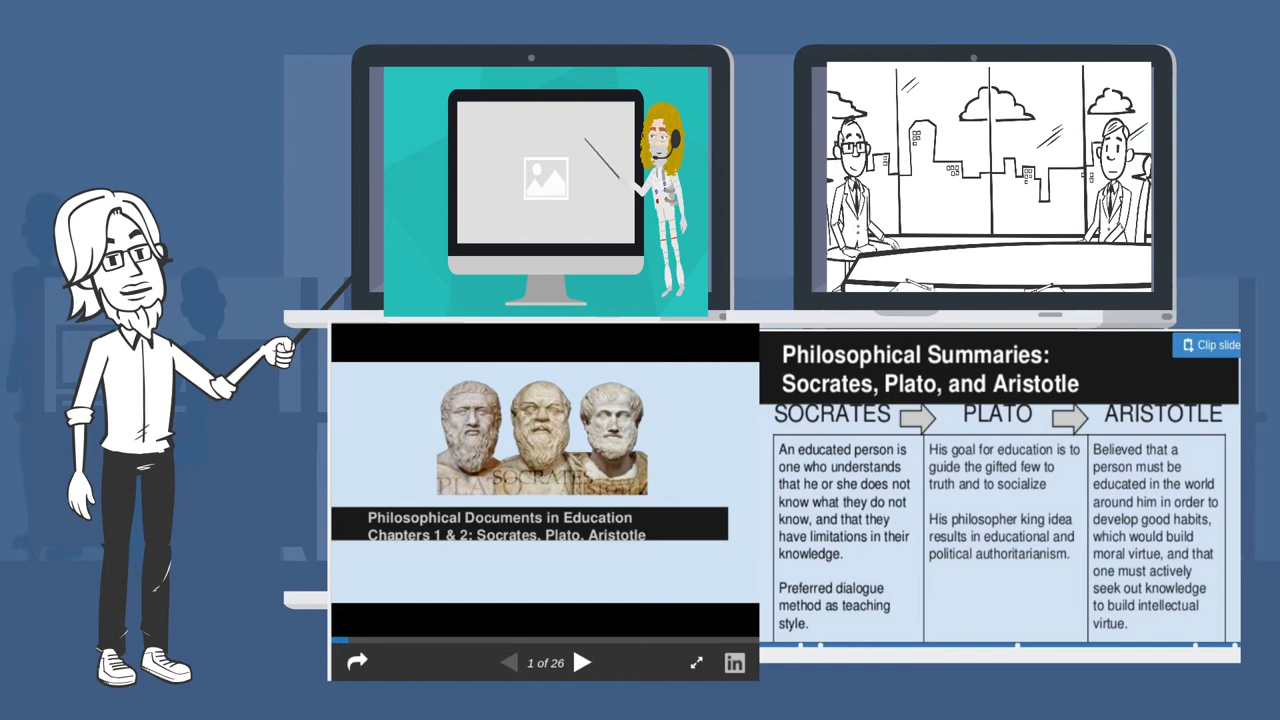 PLATO
SOCRATES
Philosophical Documents in Education
Chapters 1 & 2: Socrates, Plato, Aristotle
1 of 26
in
Clip slide
Philosophical Summaries:
Socrates, Plato, and Aristotle
SOCRATES PLATO ARISTOTLE
An educated person is
one who understands
that he or she does not
know what they do not
know, and that they
have limitations in their
knowledge.
Preferred dialogue
method as teaching
style.
His goal for education is to
guide the gifted few to
truth and to socialize
His philosopher king idea
results in educational and
political authoritarianism.
Believed that a
person must be
educated in the world
around him in order to
develop good habits,
which would build
moral virtue, and that
one must actively
seek out knowledge
to build intellectual
virtue.